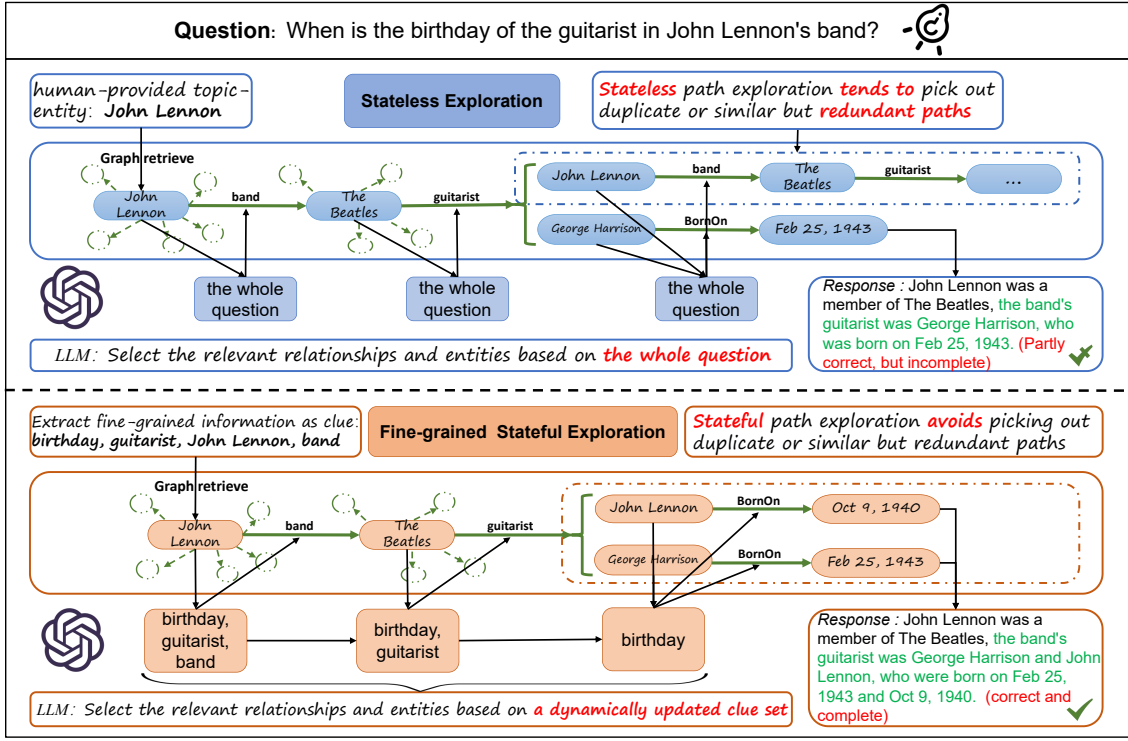 Question: When is the birthday of the guitarist in John Lennon's band?
human-provided topic-
entity: John Lennon
Stateless Exploration
Stateless path exploration tends to pick out
duplicate or similar but redundant paths
Graph retrieve
John
Lennon
band
The
Beatles
guitarist
John Lennon
band
The
Beatles
guitarist
...
George Harrison
BornOn
Feb 25, 1943
the whole
question
the whole
question
the whole
question
Response : John Lennon was a
member of The Beatles, the band's
guitarist was George Harrison, who
was born on Feb 25, 1943. (Partly
correct, but incomplete)
LLM: Select the relevant relationships and entities based on the whole question
Extract fine-grained information as clue:
birthday, guitarist, John Lennon, band
Fine-grained Stateful Exploration
Stateful path exploration avoids picking out
duplicate or similar but redundant paths
Graph retrieve
John
Lennon
band
The
Beatles
guitarist
John Lennon
BornOn
Oct 9, 1940
George Harrison
BornOn
Feb 25, 1943
birthday,
guitarist,
band
birthday,
guitarist
birthday
Response : John Lennon was a
member of The Beatles, the band's
guitarist was George Harrison and John
Lennon, who were born on Feb 25,
1943 and Oct 9, 1940. (correct and
complete)
LLM: Select the relevant relationships and entities based on a dynamically updated clue set